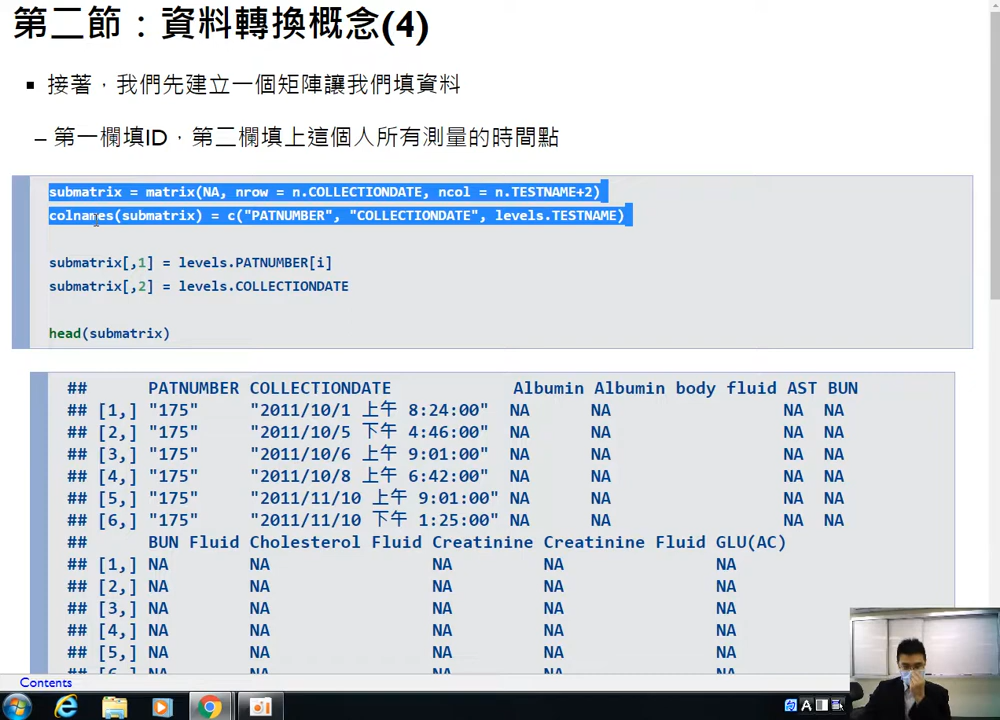 第二節：資料轉換概念(4)
▪ 接著，我們先建立一個矩陣讓我們填資料
– 第一欄填ID，第二欄填上這個人所有測量的時間點
submatrix = matrix(NA, nrow = n.COLLECTIONDATE, ncol = n.TESTNAME+2)
colnames(submatrix) = c("PATNUMBER", "COLLECTIONDATE", levels.TESTNAME)
submatrix[,1] = levels.PATNUMBER[i]
submatrix[,2] = levels.COLLECTIONDATE
head(submatrix)
## PATNUMBER COLLECTIONDATE Albumin Albumin body fluid AST BUN
## [1,] "175" "2011/10/1 上午 8:24:00" NA NA NA NA
## [2,] "175" "2011/10/5 下午 4:46:00" NA NA NA NA
## [3,] "175" "2011/10/6 上午 9:01:00" NA NA NA NA
## [4,] "175" "2011/10/8 上午 6:42:00" NA NA NA NA
## [5,] "175" "2011/11/10 上午 9:01:00" NA NA NA NA
## [6,] "175" "2011/11/10 下午 1:25:00" NA NA NA NA
## BUN Fluid Cholesterol Fluid Creatinine Creatinine Fluid GLU(AC)
## [1,] NA NA NA NA NA
## [2,] NA NA NA NA NA
## [3,] NA NA NA NA NA
## [4,] NA NA NA NA NA
## [5,] NA NA NA NA NA
Contents
A